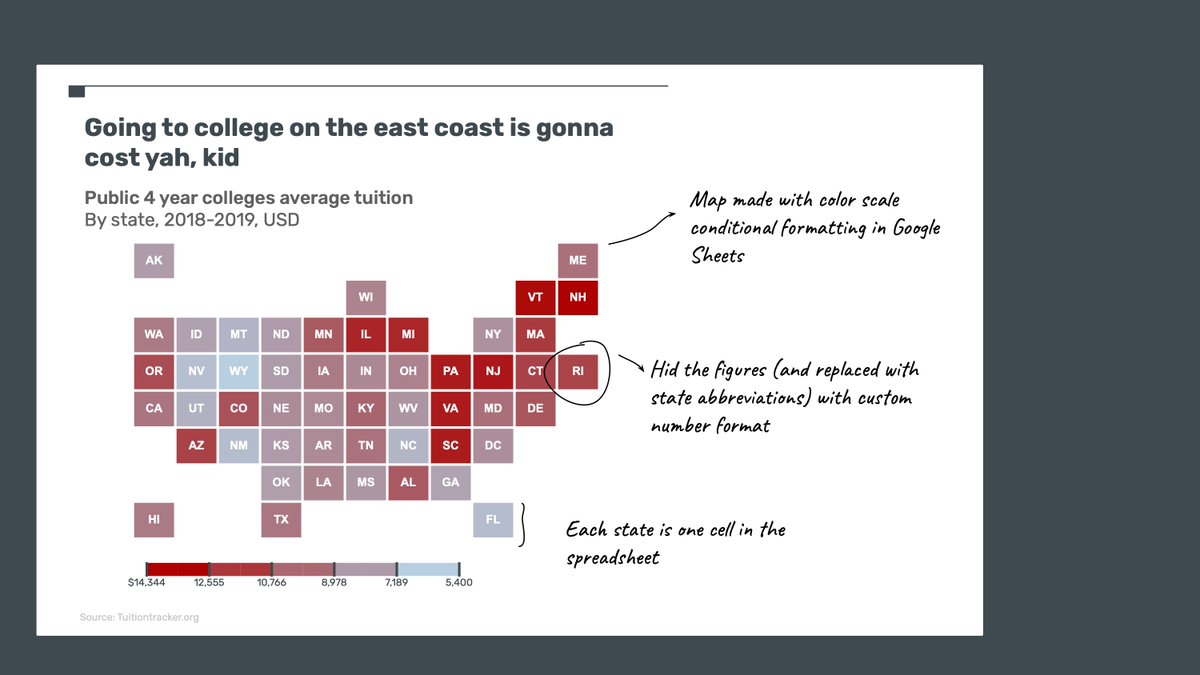 Going to college on the east coast is gonna
cost yah, kid
Public 4 year colleges average tuition
By state, 2018-2019, USD
Map made with color scale
conditional formatting in Google
Sheets
AK ME
WI VT NH
WA ID MT ND MN IL MI NY MA
OR NV WY SD IA IN OH PA NJ CT RI
Hid the figures (and replaced with
state abbreviations) with custom
number format
CA UT CO NE MO KY WV VA MD DE
AZ NM KS AR TN NC SC DC
OK LA MS AL GA
HI TX FL
Each state is one cell in the
spreadsheet
$14,344 12,555 10,766 8,978 7,189 5,400
Source: Tuitiontracker.org